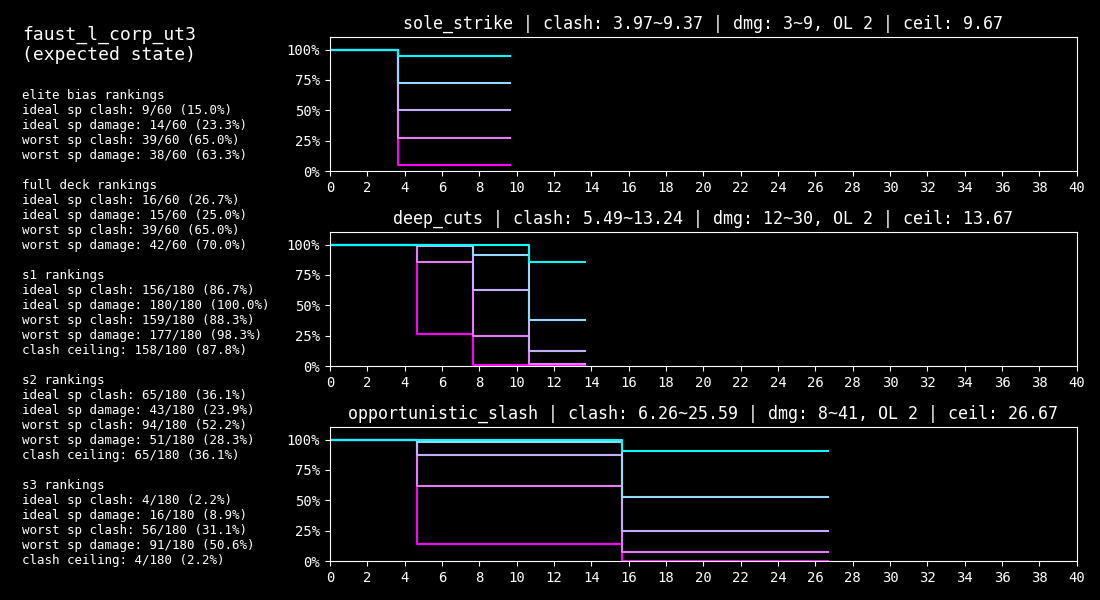 faust_l_corp_ut3
(expected state)
elite bias rankings
ideal sp clash: 9/60 (15.0%)
ideal sp damage: 14/60 (23.3%)
worst sp clash: 39/60 (65.0%)
worst sp damage: 38/60 (63.3%)
full deck rankings
ideal sp clash: 16/60 (26.7%)
ideal sp damage: 15/60 (25.0%)
worst sp clash: 39/60 (65.0%)
worst sp damage: 42/60 (70.0%)
s1 rankings
ideal sp clash: 156/180 (86.7%)
ideal sp damage: 180/180 (100.0%)
worst sp clash: 159/180 (88.3%)
worst sp damage: 177/180 (98.3%)
clash ceiling: 158/180 (87.8%)
s2 rankings
ideal sp clash: 65/180 (36.1%)
ideal sp damage: 43/180 (23.9%)
worst sp clash: 94/180 (52.2%)
worst sp damage: 51/180 (28.3%)
clash ceiling: 65/180 (36.1%)
s3 rankings
ideal sp clash: 4/180 (2.2%)
ideal sp damage: 16/180 (8.9%)
worst sp clash: 56/180 (31.1%)
worst sp damage: 91/180 (50.6%)
clash ceiling: 4/180 (2.2%)
sole_strike | clash: 3.97~9.37 | dmg: 3~9, OL 2 | ceil: 9.67
100%
75%
50%
25%
0%
0 2 4 6 8 10 12 14 16 18 20 22 24 26 28 30 32 34 36 38 40
deep_cuts | clash: 5.49~13.24 | dmg: 12~30, OL 2 | ceil: 13.67
100%
75%
50%
25%
0%
0 2 4 6 8 10 12 14 16 18 20 22 24 26 28 30 32 34 36 38 40
opportunistic_slash | clash: 6.26~25.59 | dmg: 8~41, OL 2 | ceil: 26.67
100%
75%
50%
25%
0%
0 2 4 6 8 10 12 14 16 18 20 22 24 26 28 30 32 34 36 38 40